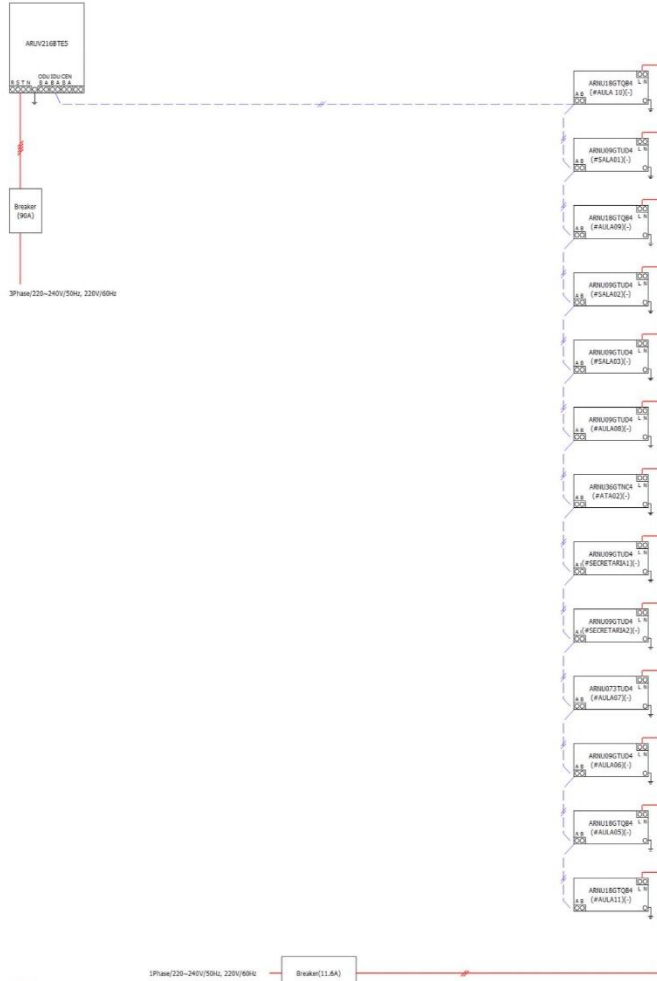 ARUV216BTE5
ODU IDU CEN
R S T N B A B A B A
Breaker
(90A)
3Phase/220~240V/50Hz, 220V/60Hz
ARNU18GTQB4
(#AULA 10)(-)
L N
A B
ARNU09GTUD4
(#SALA01)(-)
L N
A B
ARNU18GTQB4
(#AULA09)(-)
L N
A B
ARNU09GTUD4
(#SALA02)(-)
L N
A B
ARNU09GTUD4
(#SALA03)(-)
L N
A B
ARNU09GTUD4
(#AULA08)(-)
L N
A B
ARNU36GTNC4
(#ATA02)(-)
L N
A B
ARNU09GTUD4
(#SECRETARIA1)(-)
L N
A
ARNU09GTUD4
(#SECRETARIA2)(-)
L N
A
ARNU073TUD4
(#AULA07)(-)
L N
A B
ARNU09GTUD4
(#AULA06)(-)
L N
A B
ARNU18GTQB4
(#AULA05)(-)
L N
A B
ARNU18GTQB4
(#AULA11)(-)
L N
A B
1Phase/220~240V/50Hz, 220V/60Hz
Breaker(11.6A)